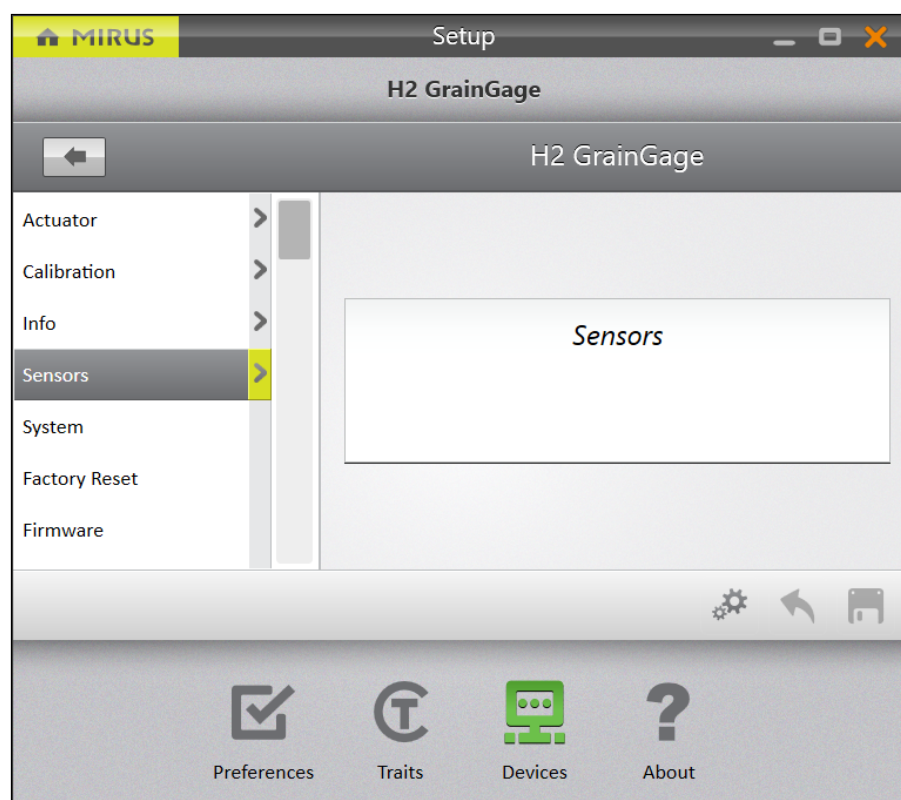 MIRUS
Setup
H2 GrainGage
H2 GrainGage
Actuator
Calibration
Info
Sensors
System
Factory Reset
Firmware
Sensors
Preferences
Traits
Devices
About